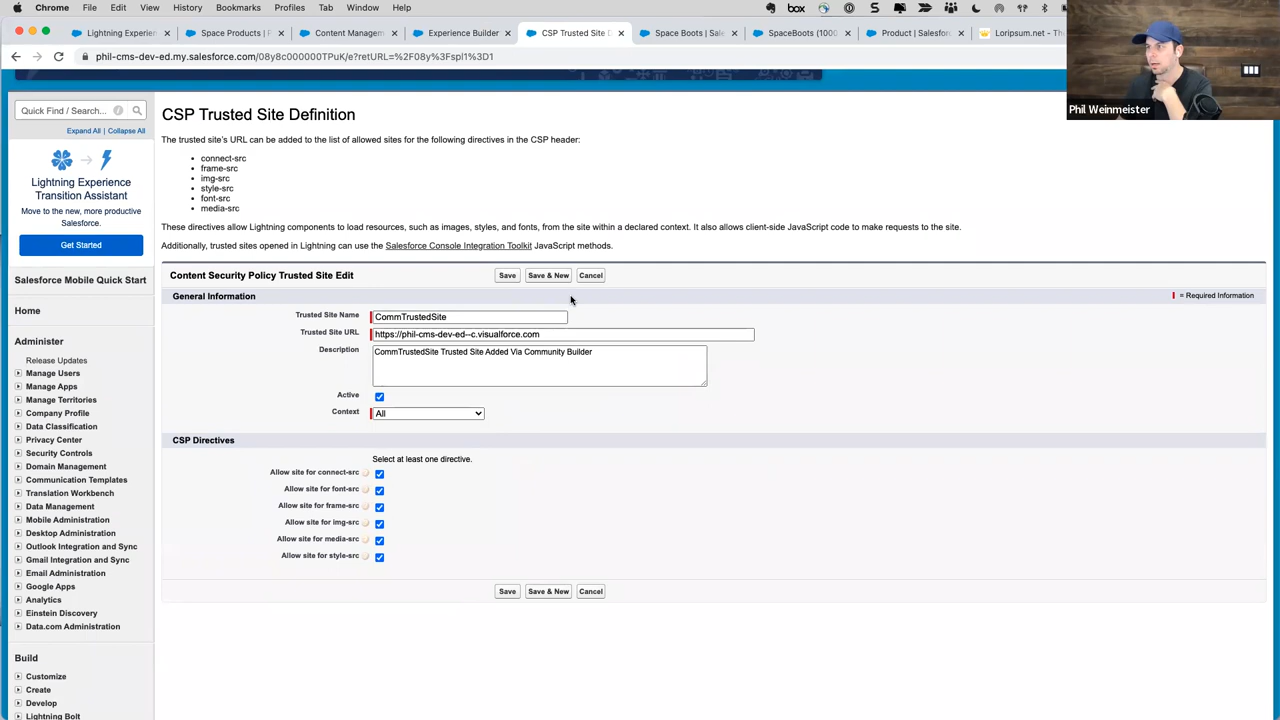 Chrome File Edit View History Bookmarks Profiles Tab Window Help
box
Lightning Experien
Space Products | P
Content Managem
Experience Builder
CSP Trusted Site D
Space Boots | Sale
SpaceBoots (100
Product | Salesfor
Loripsum.net - Th
phil-cms-dev-ed.my.salesforce.com/08y8c000000TPuK/e?retURL=%2F08y%3Fspl1%3D1
Phil Weinmeister
Quick Find / Search...
Expand All | Collapse All
Lightning Experience
Transition Assistant
Move to the new, more productive
Salesforce.
Get Started
Salesforce Mobile Quick Start
Home
Administer
Release Updates
Manage Users
Manage Apps
Manage Territories
Company Profile
Data Classification
Privacy Center
Security Controls
Domain Management
Communication Templates
Translation Workbench
Data Management
Mobile Administration
Desktop Administration
Outlook Integration and Sync
Gmail Integration and Sync
Email Administration
Google Apps
Analytics
Einstein Discovery
Data.com Administration
Build
Customize
Create
Develop
Lightning Bolt
CSP Trusted Site Definition
The trusted site's URL can be added to the list of allowed sites for the following directives in the CSP header:
• connect-src
• frame-src
• img-src
• style-src
• font-src
• media-src
These directives allow Lightning components to load resources, such as images, styles, and fonts, from the site within a declared context. It also allows client-side JavaScript code to make requests to the site.
Additionally, trusted sites opened in Lightning can use the Salesforce Console Integration Toolkit JavaScript methods.
Content Security Policy Trusted Site Edit Save Save & New Cancel
General Information = Required Information
Trusted Site Name CommTrustedSite
Trusted Site URL https://phil-cms-dev-ed--c.visualforce.com
Description CommTrustedSite Trusted Site Added Via Community Builder
Active
Context All
CSP Directives
Select at least one directive.
Allow site for connect-src
Allow site for font-src
Allow site for frame-src
Allow site for img-src
Allow site for media-src
Allow site for style-src
Save Save & New Cancel